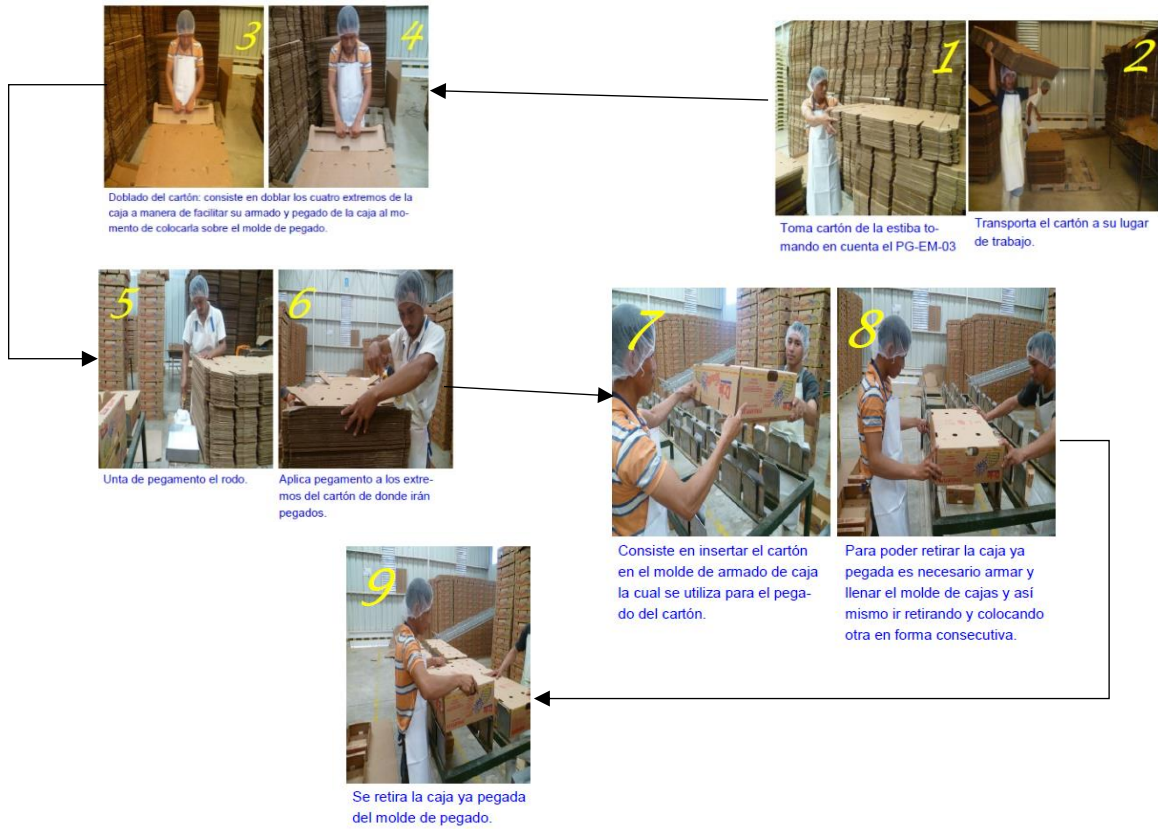 1
2
Toma cartón de la estiba to-
mando en cuenta el PG-EM-03
Transporta el cartón a su lugar
de trabajo.
3
4
Doblado del cartón: consiste en doblar los cuatro extremos de la
caja a manera de facilitar su armado y pegado de la caja al mo-
mento de colocarla sobre el molde de pegado.
5
6
Unta de pegamento el rodo.
Aplica pegamento a los extre-
mos del cartón de donde irán
pegados.
7
8
Consiste en insertar el cartón
en el molde de armado de caja
la cual se utiliza para el pega-
do del cartón.
Para poder retirar la caja ya
pegada es necesario armar y
llenar el molde de cajas y así
mismo ir retirando y colocando
otra en forma consecutiva.
9
Se retira la caja ya pegada
del molde de pegado.